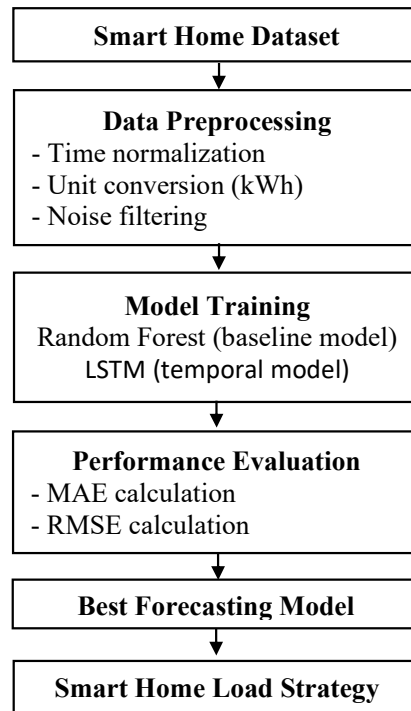 Smart Home Dataset
Data Preprocessing
- Time normalization
- Unit conversion (kWh)
- Noise filtering
Model Training
Random Forest (baseline model)
LSTM (temporal model)
Performance Evaluation
- MAE calculation
- RMSE calculation
Best Forecasting Model
Smart Home Load Strategy